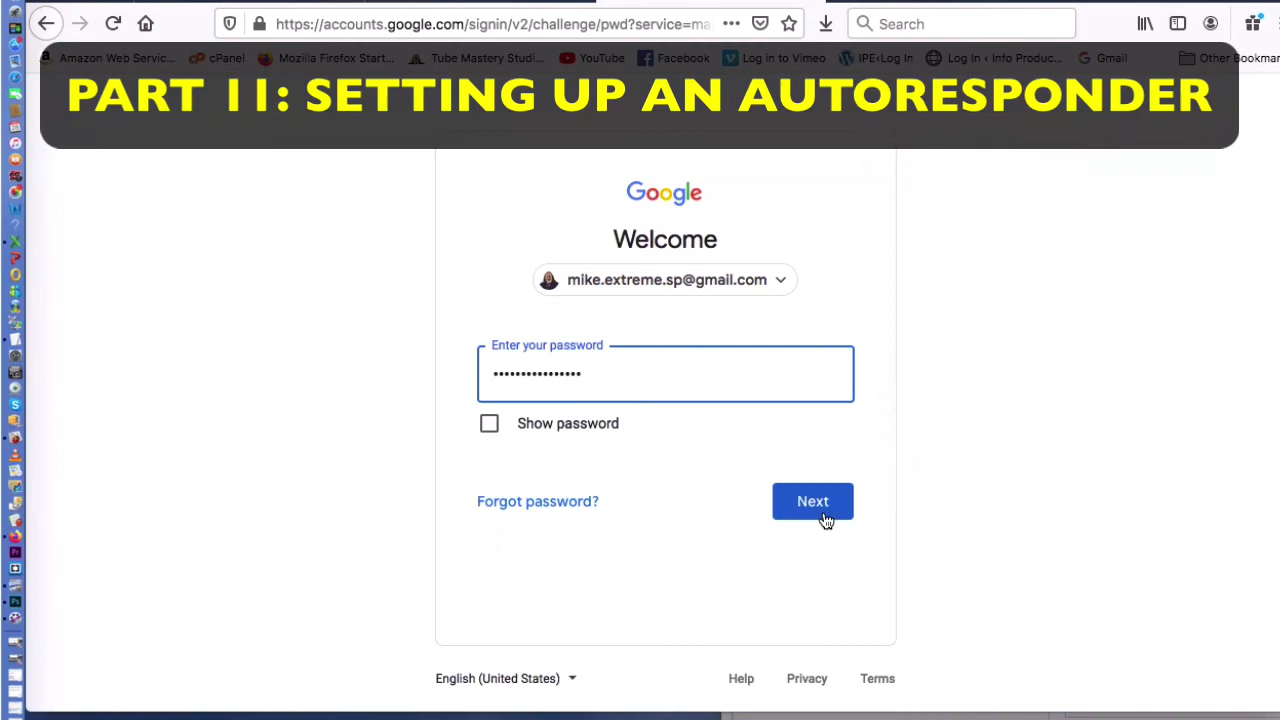 https://accounts.google.com/signin/v2/challenge/pwd?service=ma
Search
Amazon Web Servic...
cPanel
Mozilla Firefox Start...
Tube Mastery Studi...
YouTube
Facebook
Log in to Vimeo
IPE‹Log In
Log In ‹ Info Produc...
Gmail
Other Bookmar
PART 11: SETTING UP AN AUTORESPONDER
Google
Welcome
mike.extreme.sp@gmail.com
Enter your password
••••••••••••••••
Show password
Forgot password?
Next
English (United States)
Help
Privacy
Terms